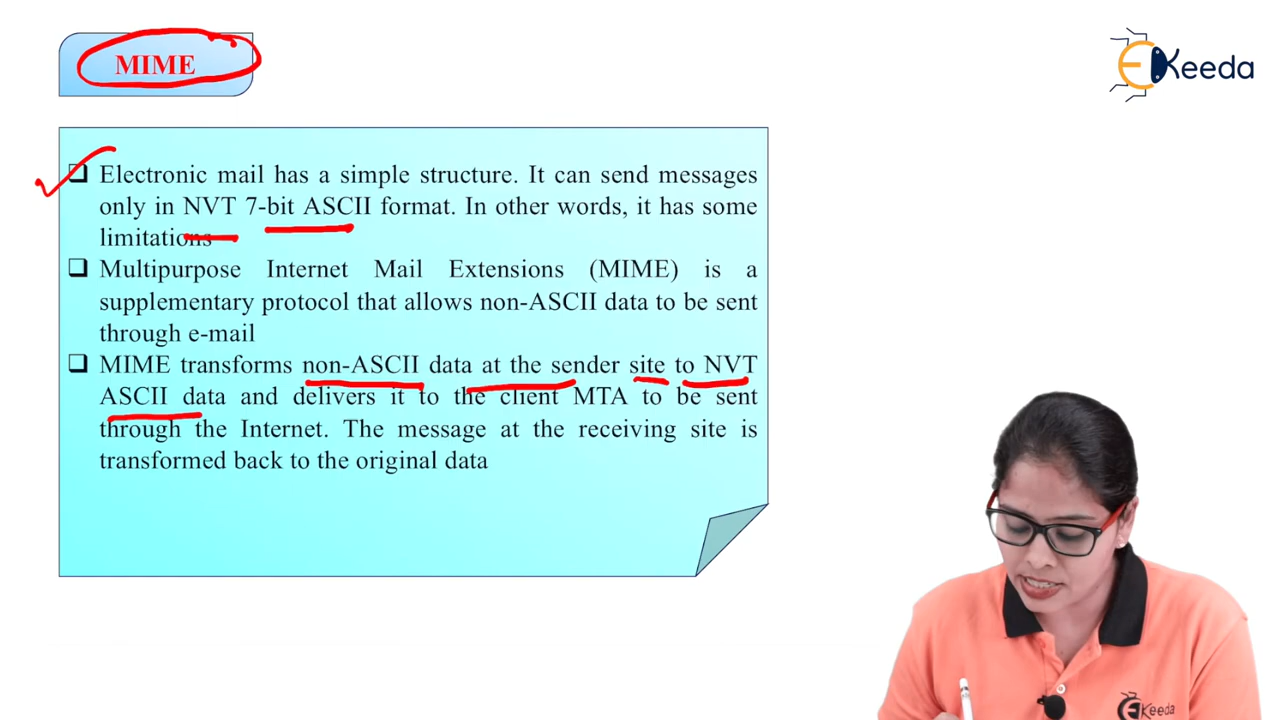 MIME
EKeeda
Electronic mail has a simple structure. It can send messages
only in NVT 7-bit ASCII format. In other words, it has some
limitations
Multipurpose Internet Mail Extensions (MIME) is a
supplementary protocol that allows non-ASCII data to be sent
through e-mail
MIME transforms non-ASCII data at the sender site to NVT
ASCII data and delivers it to the client MTA to be sent
through the Internet. The message at the receiving site is
transformed back to the original data
EKeeda